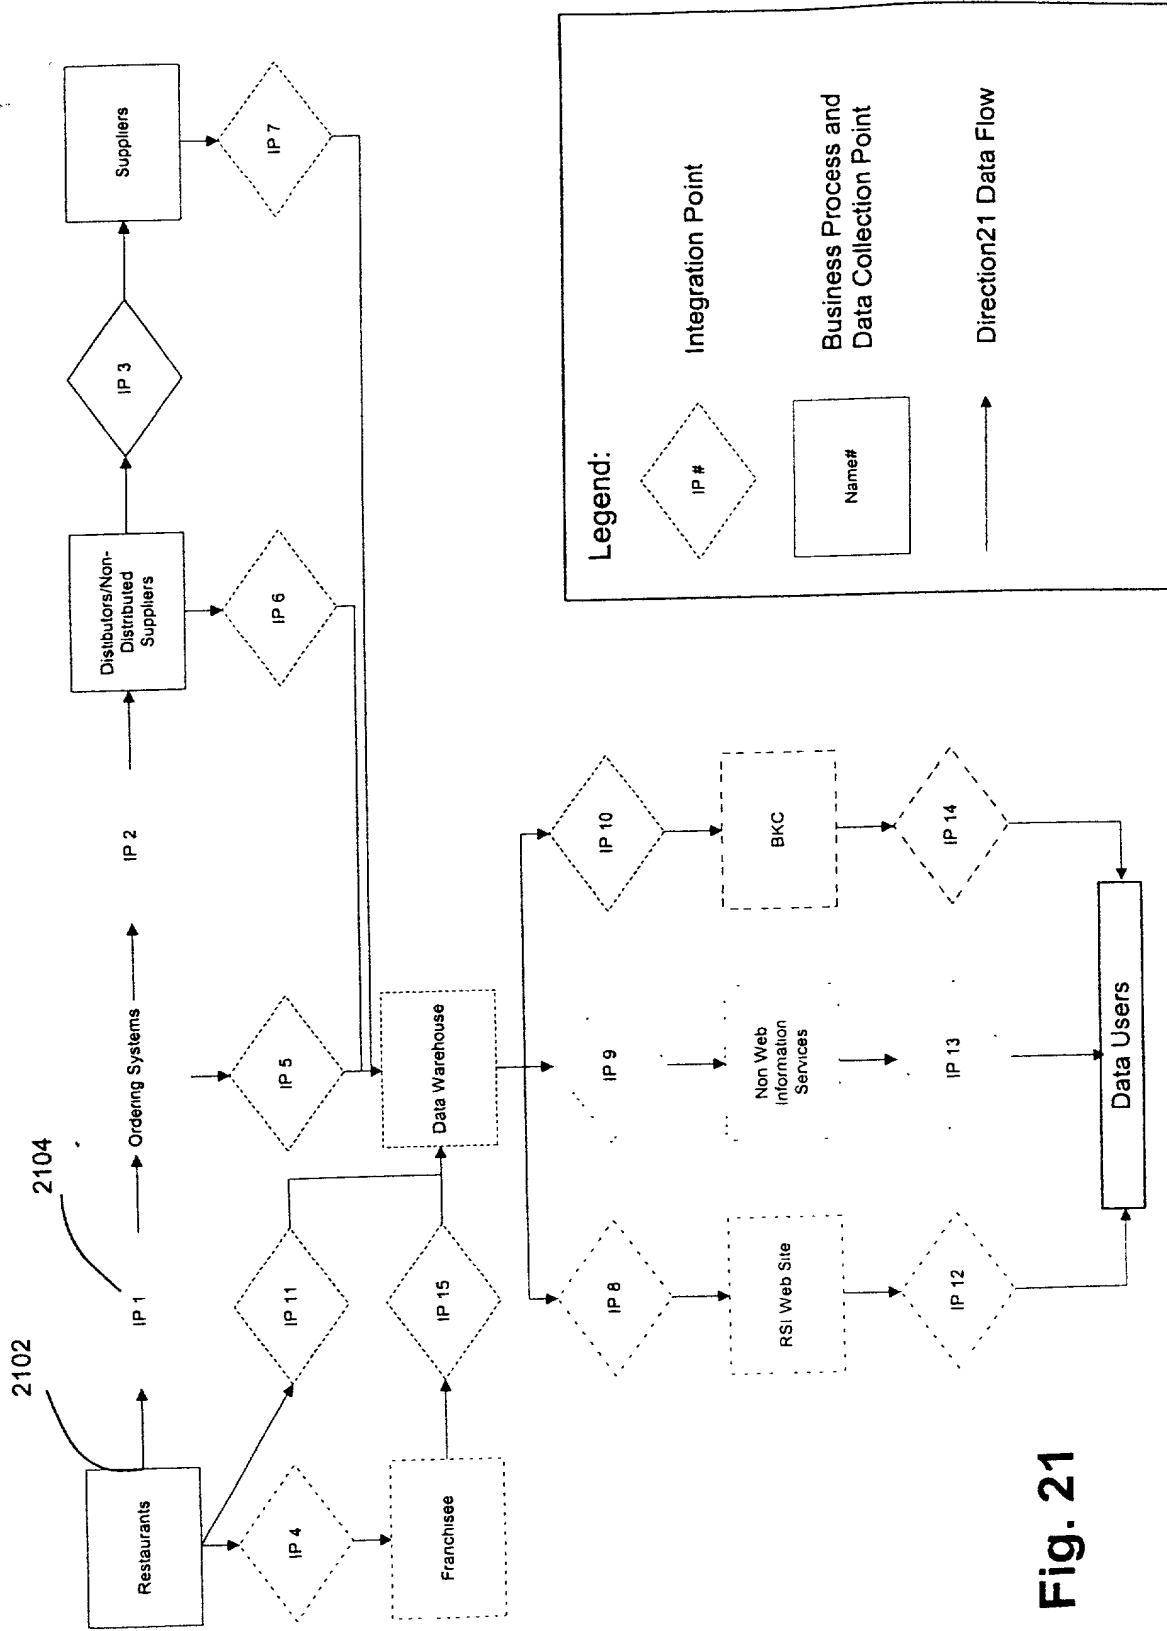 2102
2104
Restaurants
IP 1
Ordering Systems
IP 2
Distibutors/Non-
Distributed
Suppliers
IP 3
Suppliers
IP 4
IP 11
IP 5
IP 6
IP 7
Franchisee
IP 15
Data Warehouse
IP 8
IP 9
IP 10
RSI Web Site
Non Web
Information
Services
BKC
IP 12
IP 13
IP 14
Data Users
Legend:
IP #
Integration Point
Name#
Business Process and
Data Collection Point
Direction21 Data Flow
Fig. 21